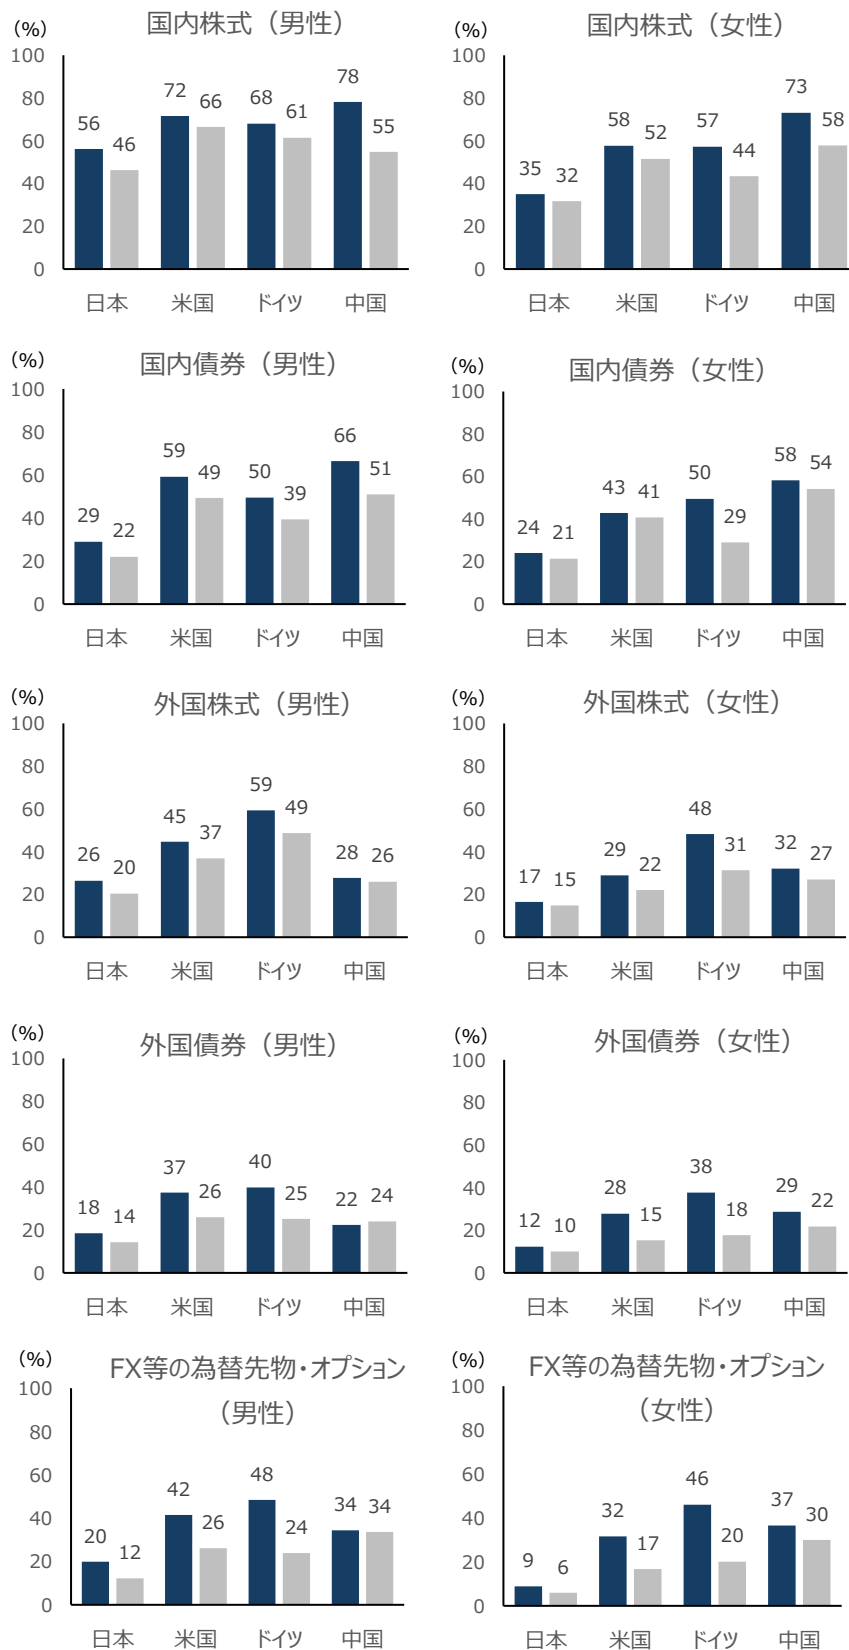 (%)
国内株式（男性）
100
80
60
40
20
0
56 46 72 66 68 61 78 55
日本 米国 ドイツ 中国
(%)
国内株式（女性）
100
80
60
40
20
0
35 32 58 52 57 44 73 58
日本 米国 ドイツ 中国
(%)
国内債券（男性）
100
80
60
40
20
0
29 22 59 49 50 39 66 51
日本 米国 ドイツ 中国
(%)
国内債券（女性）
100
80
60
40
20
0
24 21 43 41 50 29 58 54
日本 米国 ドイツ 中国
(%)
外国株式（男性）
100
80
60
40
20
0
26 20 45 37 59 49 28 26
日本 米国 ドイツ 中国
(%)
外国株式（女性）
100
80
60
40
20
0
17 15 29 22 48 31 32 27
日本 米国 ドイツ 中国
(%)
外国債券（男性）
100
80
60
40
20
0
18 14 37 26 40 25 22 24
日本 米国 ドイツ 中国
(%)
外国債券（女性）
100
80
60
40
20
0
12 10 28 15 38 18 29 22
日本 米国 ドイツ 中国
(%)
FX等の為替先物・オプション
（男性）
100
80
60
40
20
0
20 12 42 26 48 24 34 34
日本 米国 ドイツ 中国
(%)
FX等の為替先物・オプション
（女性）
100
80
60
40
20
0
9 6 32 17 46 20 37 30
日本 米国 ドイツ 中国